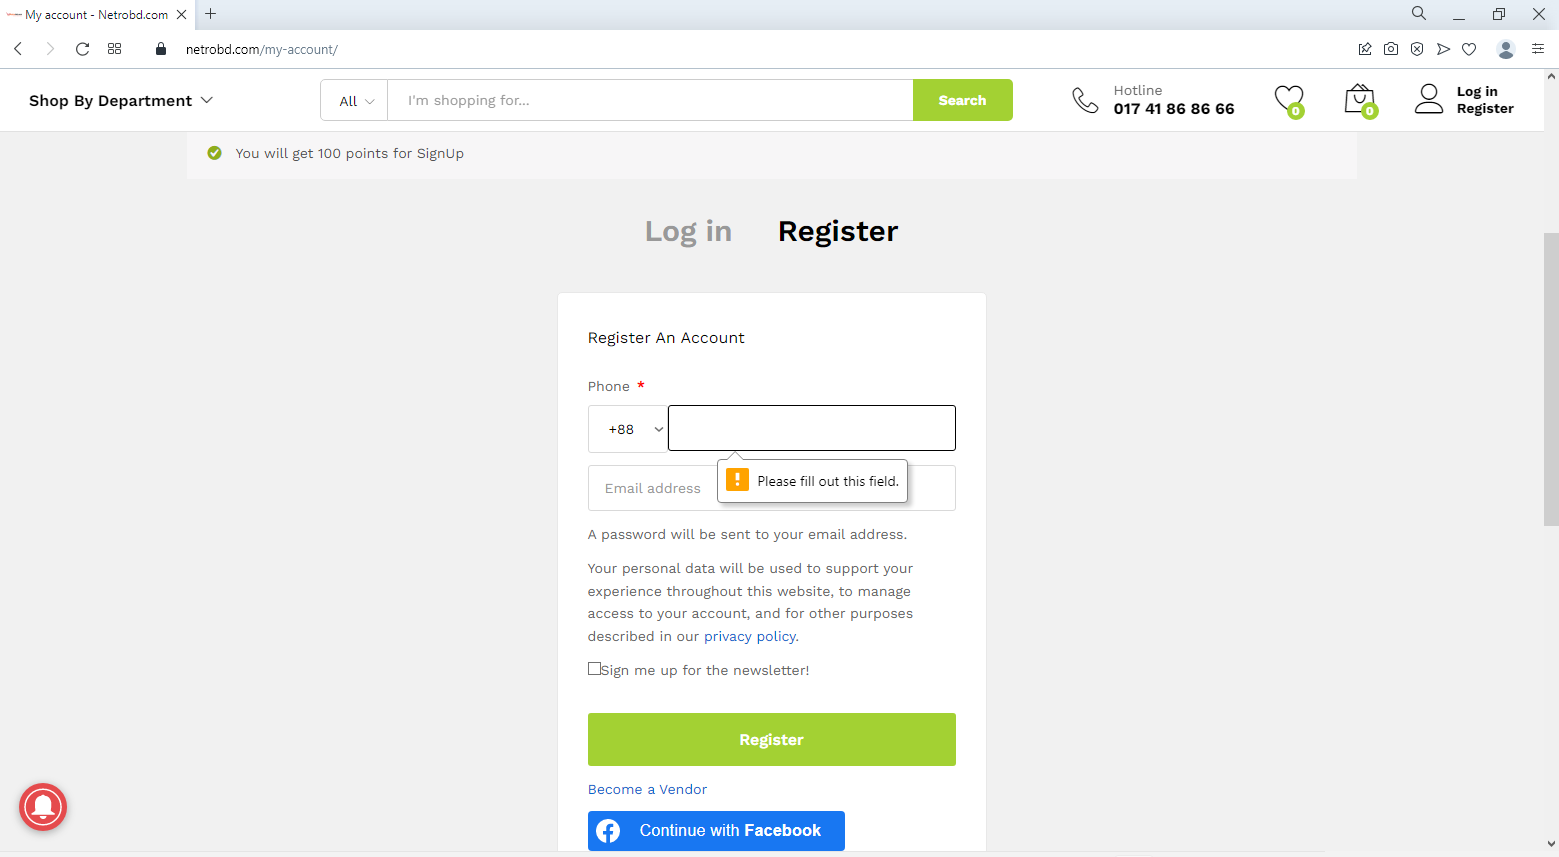 My account - Netrobd.com
netrobd.com/my-account/
Shop By Department
All
I'm shopping for...
Search
Hotline
017 41 86 86 66
0
0
Log in
Register
You will get 100 points for SignUp
Log in
Register
Register An Account
Phone *
+88
Please fill out this field.
Email address
A password will be sent to your email address.
Your personal data will be used to support your
experience throughout this website, to manage
access to your account, and for other purposes
described in our privacy policy.
Sign me up for the newsletter!
Register
Become a Vendor
Continue with Facebook